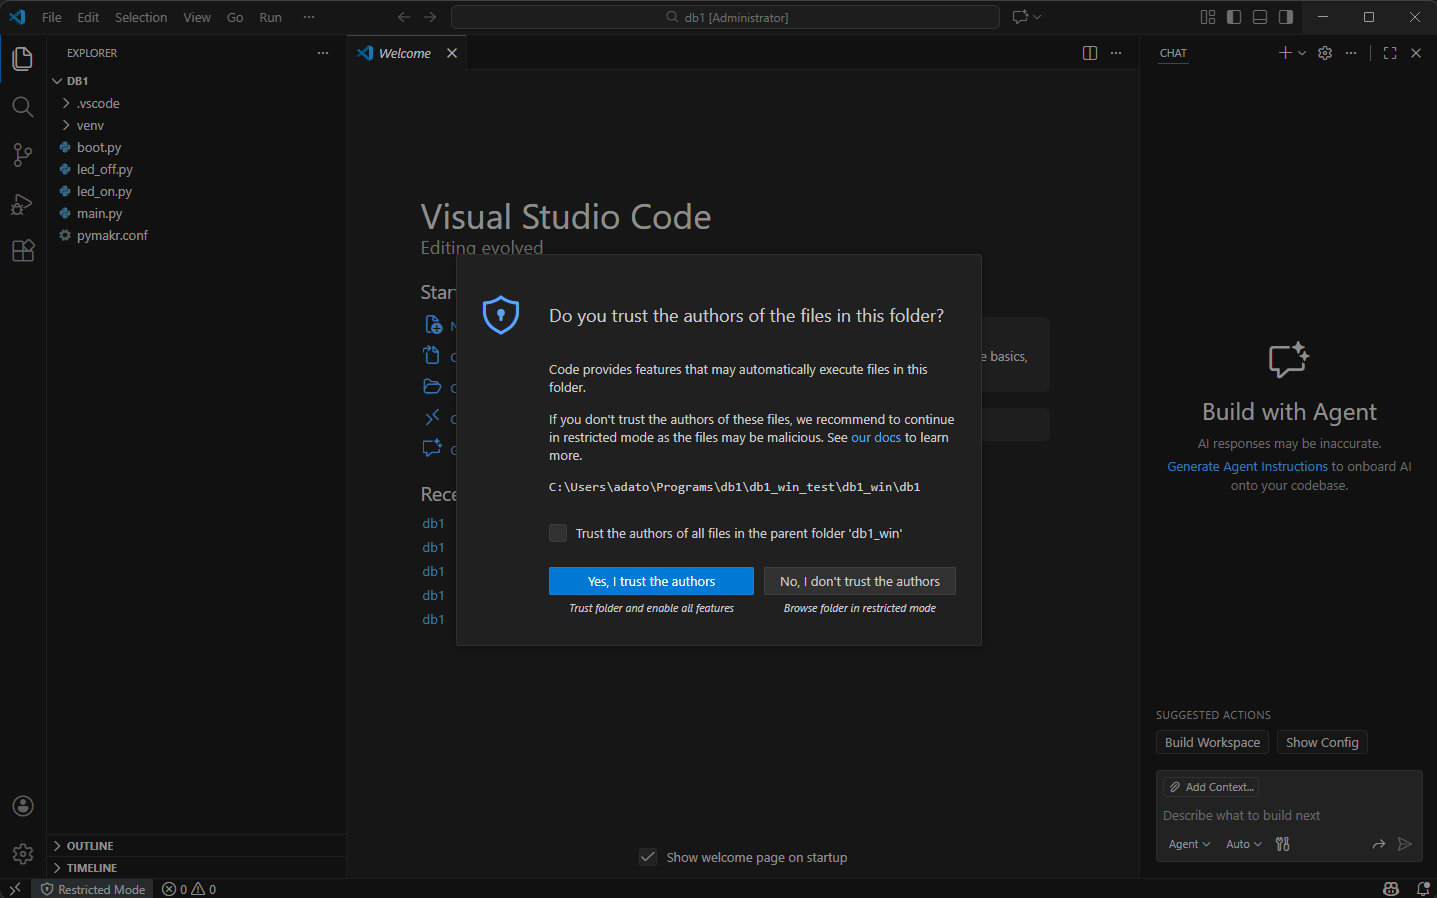 File Edit Selection View Go Run ···
db1 [Administrator]
EXPLORER
DB1
.vscode
venv
boot.py
led_off.py
led_on.py
main.py
pymakr.conf
OUTLINE
TIMELINE
Welcome
Visual Studio Code
Editing evolved
Start
Do you trust the authors of the files in this folder?
Code provides features that may automatically execute files in this
folder.
If you don't trust the authors of these files, we recommend to continue
in restricted mode as the files may be malicious. See our docs to learn
more.
C:\Users\adato\Programs\db1\db1_win_test\db1_win\db1
Trust the authors of all files in the parent folder 'db1_win'
Yes, I trust the authors
No, I don't trust the authors
Trust folder and enable all features
Browse folder in restricted mode
basics,
Rece
db1
db1
db1
db1
db1
Show welcome page on startup
CHAT
Build with Agent
AI responses may be inaccurate.
Generate Agent Instructions to onboard AI
onto your codebase.
SUGGESTED ACTIONS
Build Workspace
Show Config
Add Context...
Describe what to build next
Agent
Auto
Restricted Mode
0
0